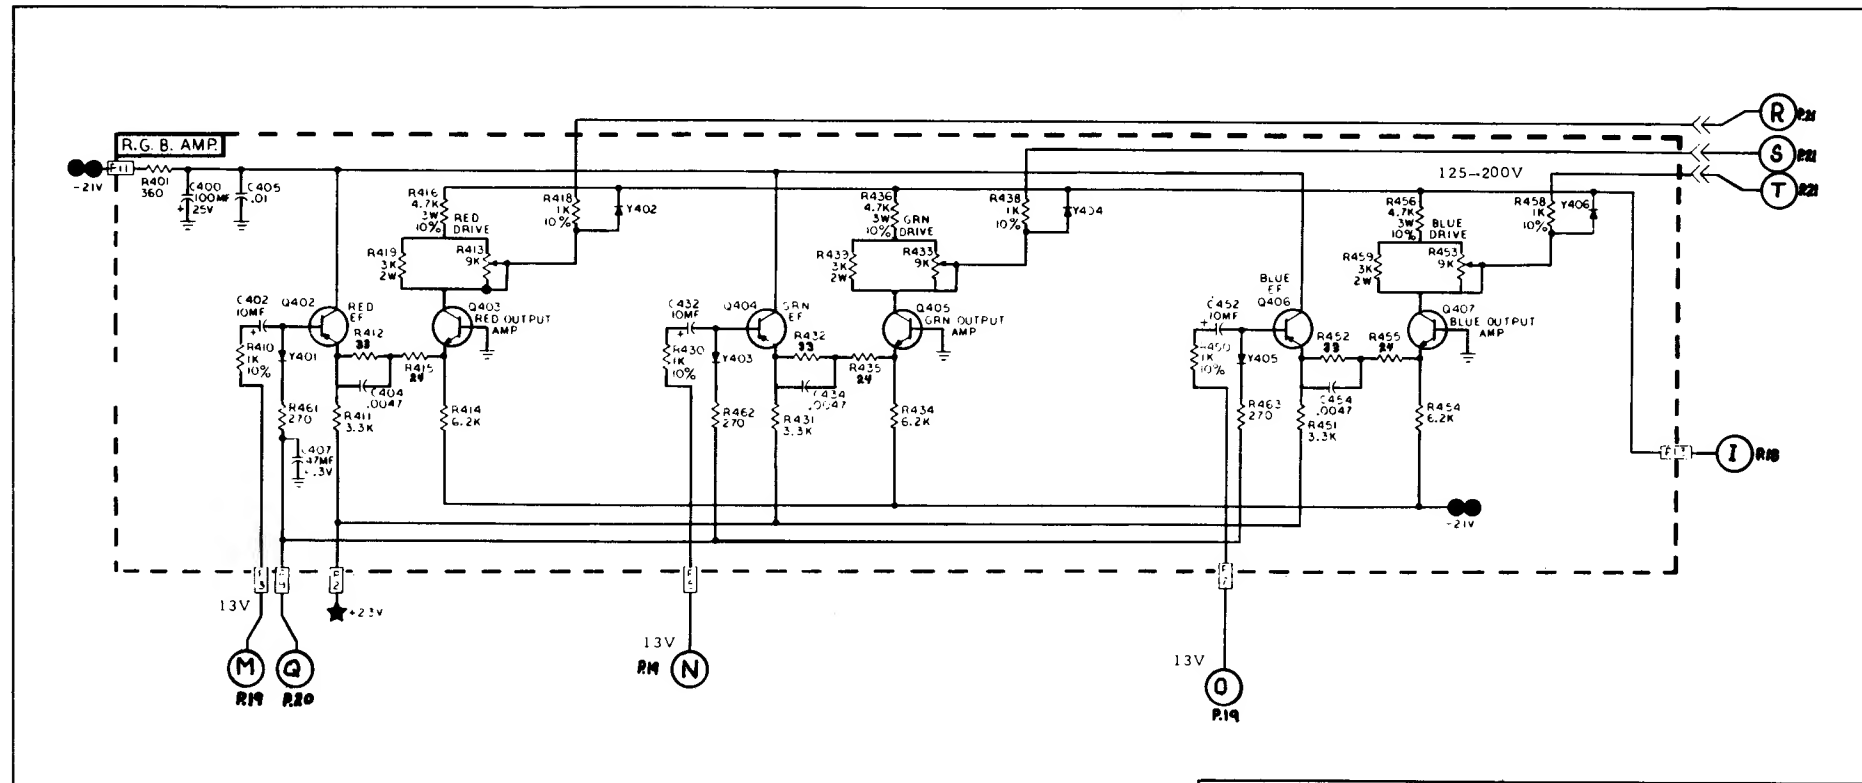 R
P.21
R.G. B. AMP.
S
P.21
-21V
R401
360
C400
100MF
25V
C405
.01
125-200V
T
P.21
R416
4.7K
3W
10%
RED
DRIVE
R418
1K
10%
Y402
R436
4.7K
3W
10%
GRN
DRIVE
R438
1K
10%
Y404
R456
4.7K
3W
10%
BLUE
DRIVE
R458
1K
10%
Y406
R419
3K
2W
R413
9K
R439
3K
2W
R433
9K
R459
3K
2W
R453
9K
C402
10MF
Q402
RED
EF
Q403
RED OUTPUT
AMP
C432
10MF
Q404
GRN
EF
Q405
GRN OUTPUT
AMP
C452
10MF
BLUE
EF
Q406
Q407
BLUE OUTPUT
AMP
R410
1K
10%
Y401
R412
33
R415
24
C404
.0047
R430
1K
10%
Y403
R432
33
R435
24
C434
.0047
R450
1K
10%
Y405
R452
33
R455
24
C454
.0047
R461
270
R411
3.3K
R414
6.2K
R462
270
R431
3.3K
R434
6.2K
R463
270
R451
3.3K
R454
6.2K
C407
47MF
I
-21V
13V
+23V
13V
13V
M
P.19
Q
P.20
N
P.19
O
P.19